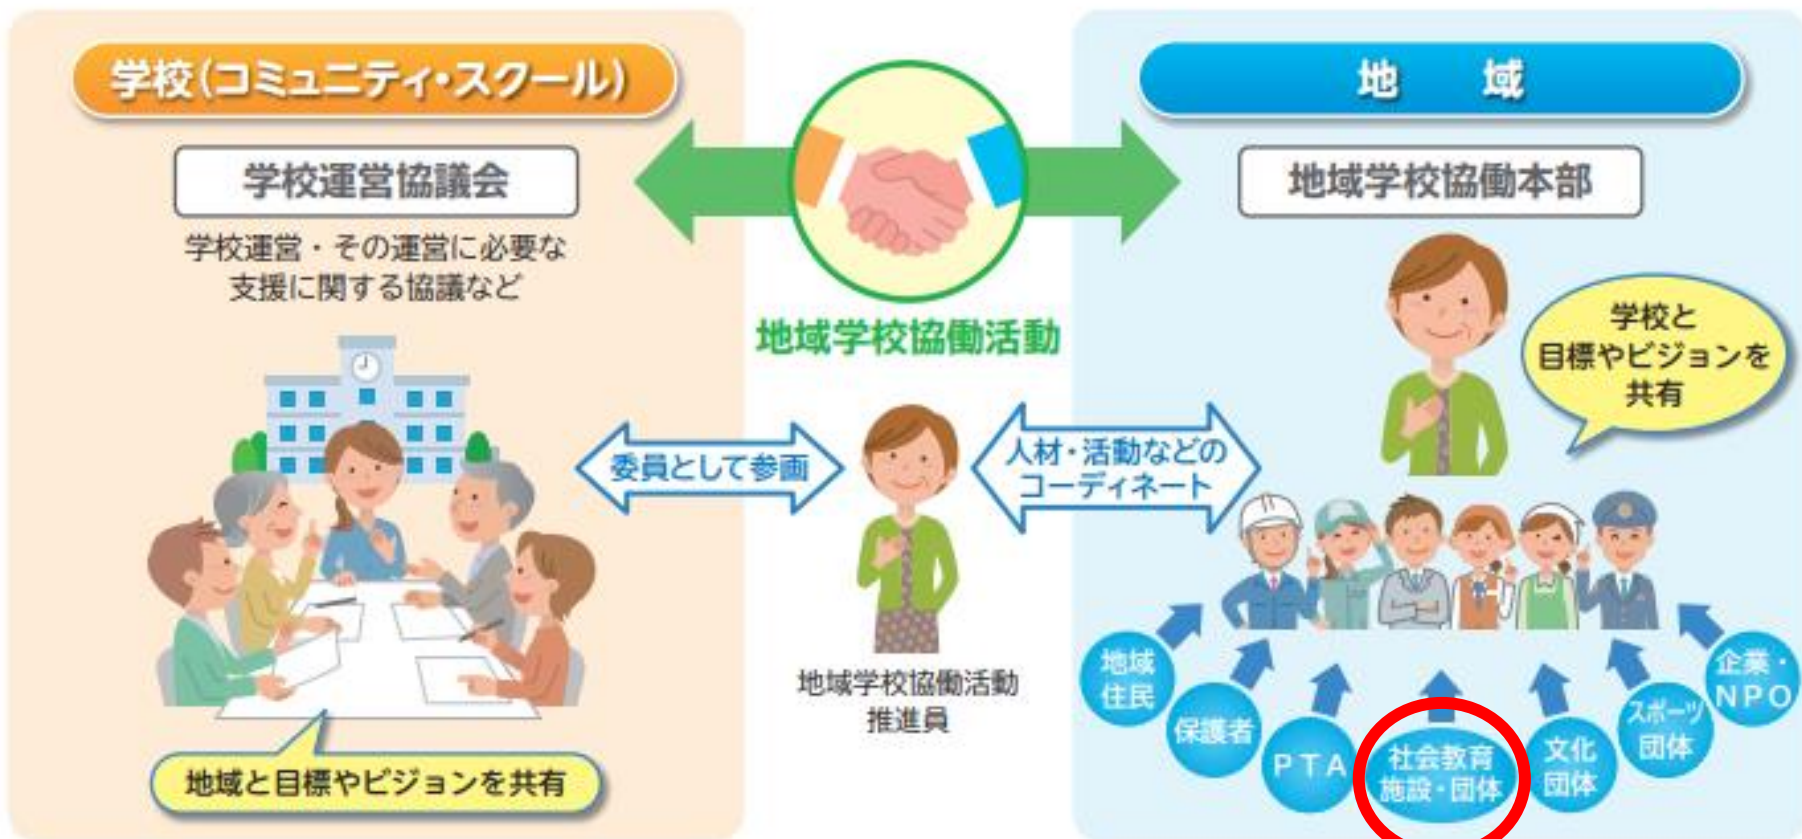 学校(コミュニティ・スクール)
学校運営協議会
学校運営・その運営に必要な
支援に関する協議など
地域と目標やビジョンを共有
地域学校協働活動
委員として参画
人材・活動などの
コーディネート
地域学校協働活動
推進員
地　域
地域学校協働本部
学校と
目標やビジョンを
共有
地域
住民
保護者
PTA
社会教育
施設・団体
文化
団体
スポーツ
団体
企業・
NPO